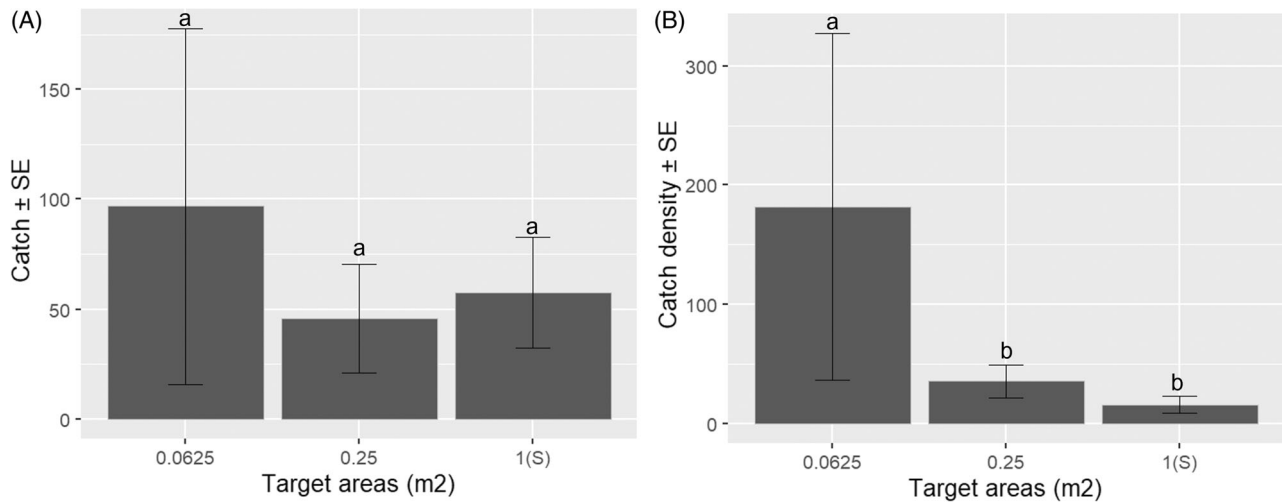 (A)
Catch ± SE
150
100
50
0
a
a
a
0.0625
0.25
1(S)
Target areas (m2)
(B)
Catch density ± SE
300
200
100
0
a
b
b
0.0625
0.25
1(S)
Target areas (m2)